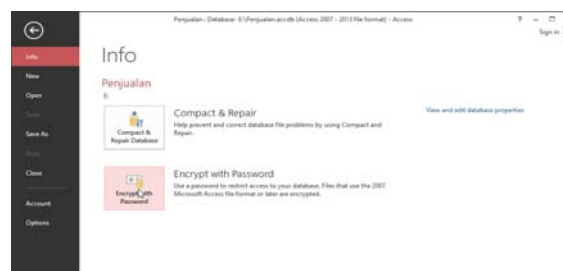 Penjualan : Database- E:\Penjualan.accdb (Access 2007 - 2013 file format) - Access
?
Sign in
Info
New
Open
Save
Save As
Print
Close
Account
Options
Info
Penjualan
E:
Compact &
Repair Database
Compact & Repair
Help prevent and correct database file problems by using Compact and
Repair.
View and edit database properties
Encrypt with
Password
Encrypt with Password
Use a password to restrict access to your database. Files that use the 2007
Microsoft Access file format or later are encrypted.